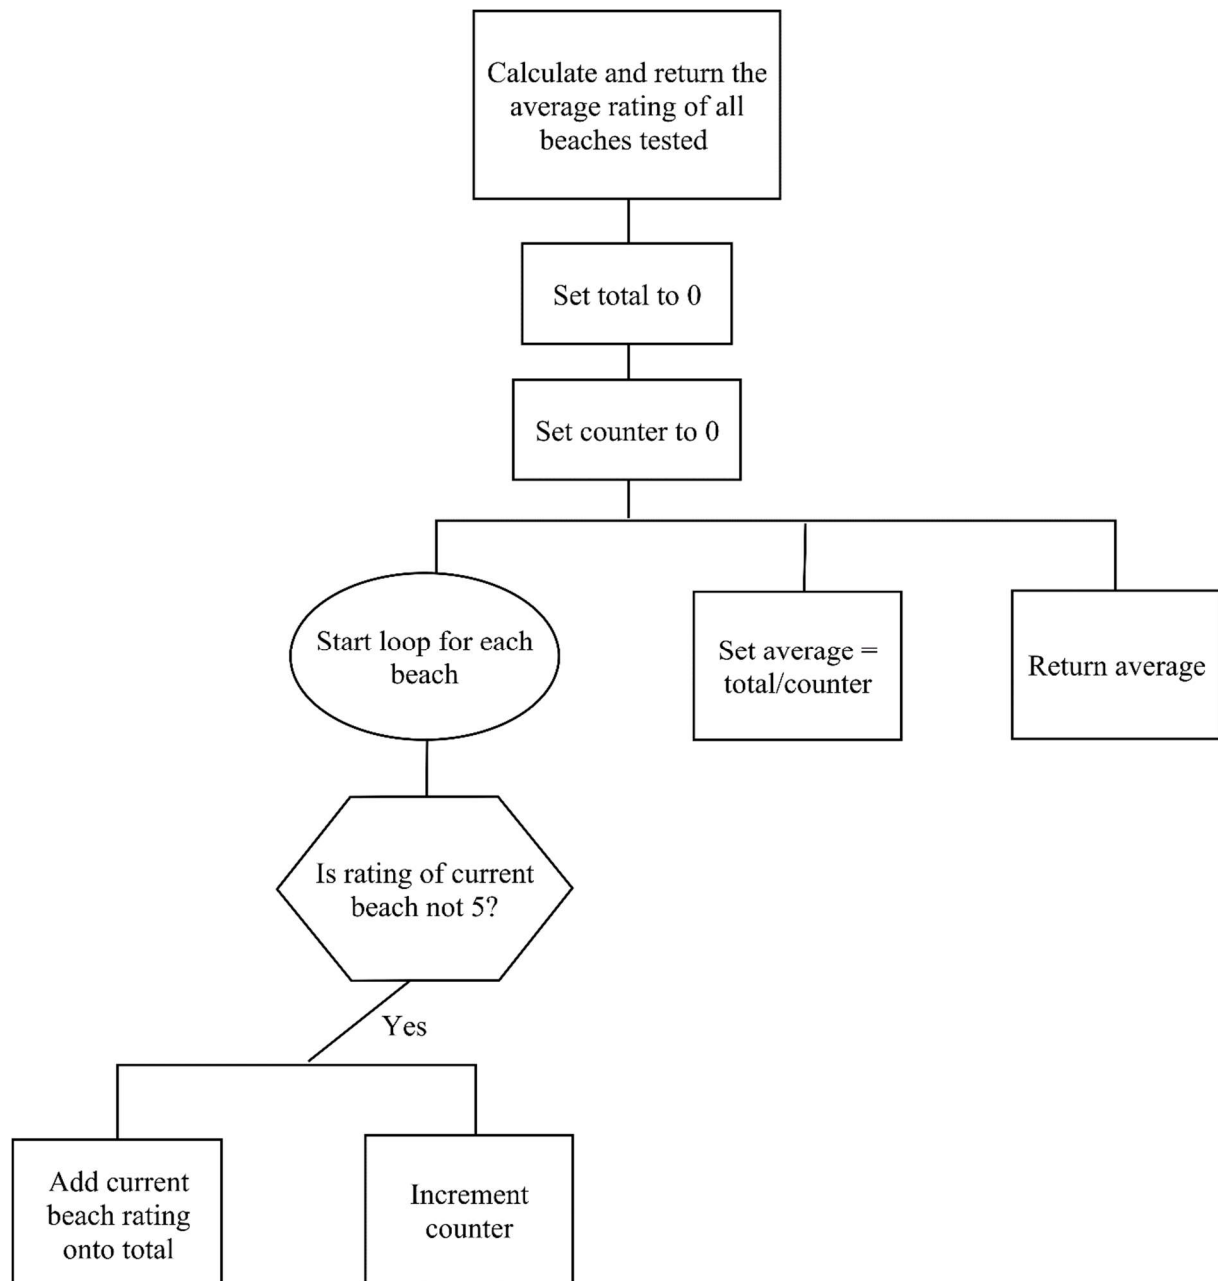 Calculate and return the
average rating of all
beaches tested
Set total to 0
Set counter to 0
Start loop for each
beach
Set average =
total/counter
Return average
Is rating of current
beach not 5?
Yes
Add current
beach rating
onto total
Increment
counter